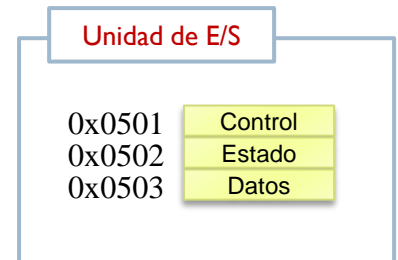 Unidad de E/S
0x0501 Control
0x0502 Estado
0x0503 Datos